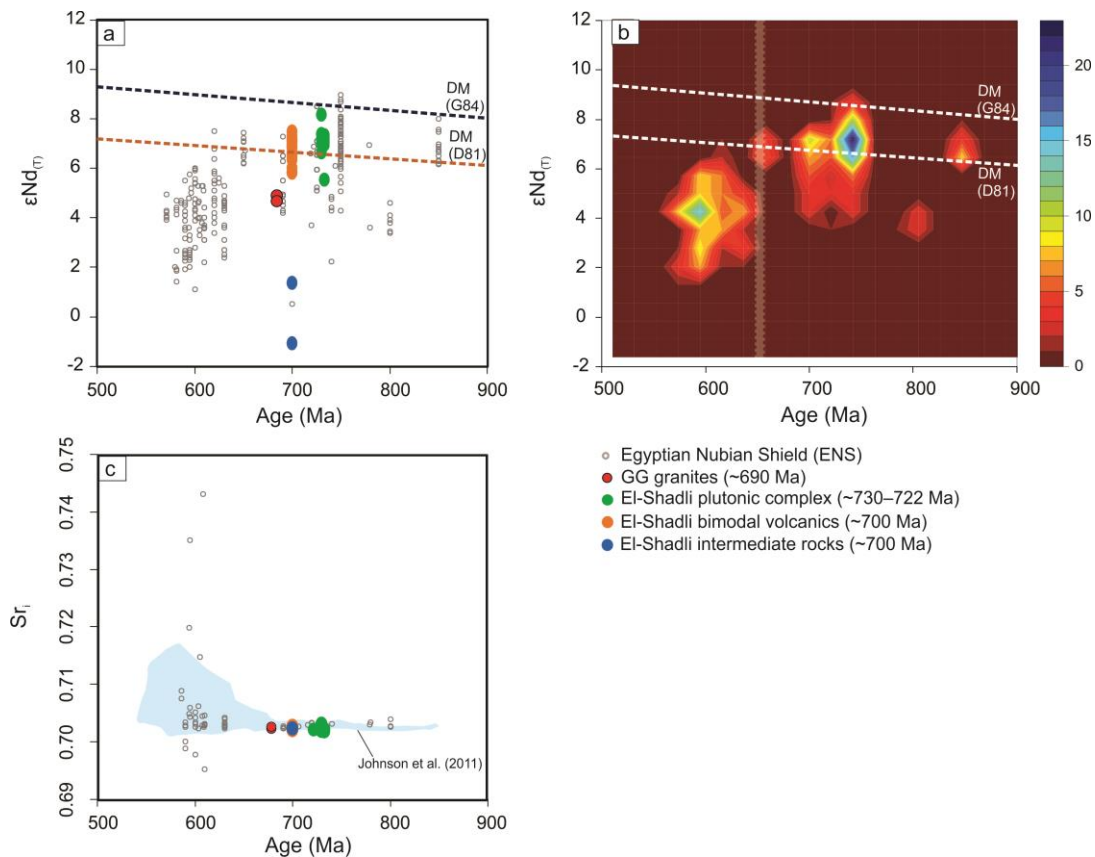 a
12
10
8
6
4
2
0
-2
εNd(T)
DM
(G84)
DM
(D81)
500 600 700 800 900
Age (Ma)
b
12
10
8
6
4
2
0
-2
εNd(T)
DM
(G84)
DM
(D81)
500 600 700 800 900
Age (Ma)
20
15
10
5
0
c
0.75
0.74
0.73
0.72
0.71
0.70
0.69
Sri
Johnson et al. (2011)
500 600 700 800 900
Age (Ma)
Egyptian Nubian Shield (ENS)
GG granites (~690 Ma)
El-Shadli plutonic complex (~730–722 Ma)
El-Shadli bimodal volcanics (~700 Ma)
El-Shadli intermediate rocks (~700 Ma)